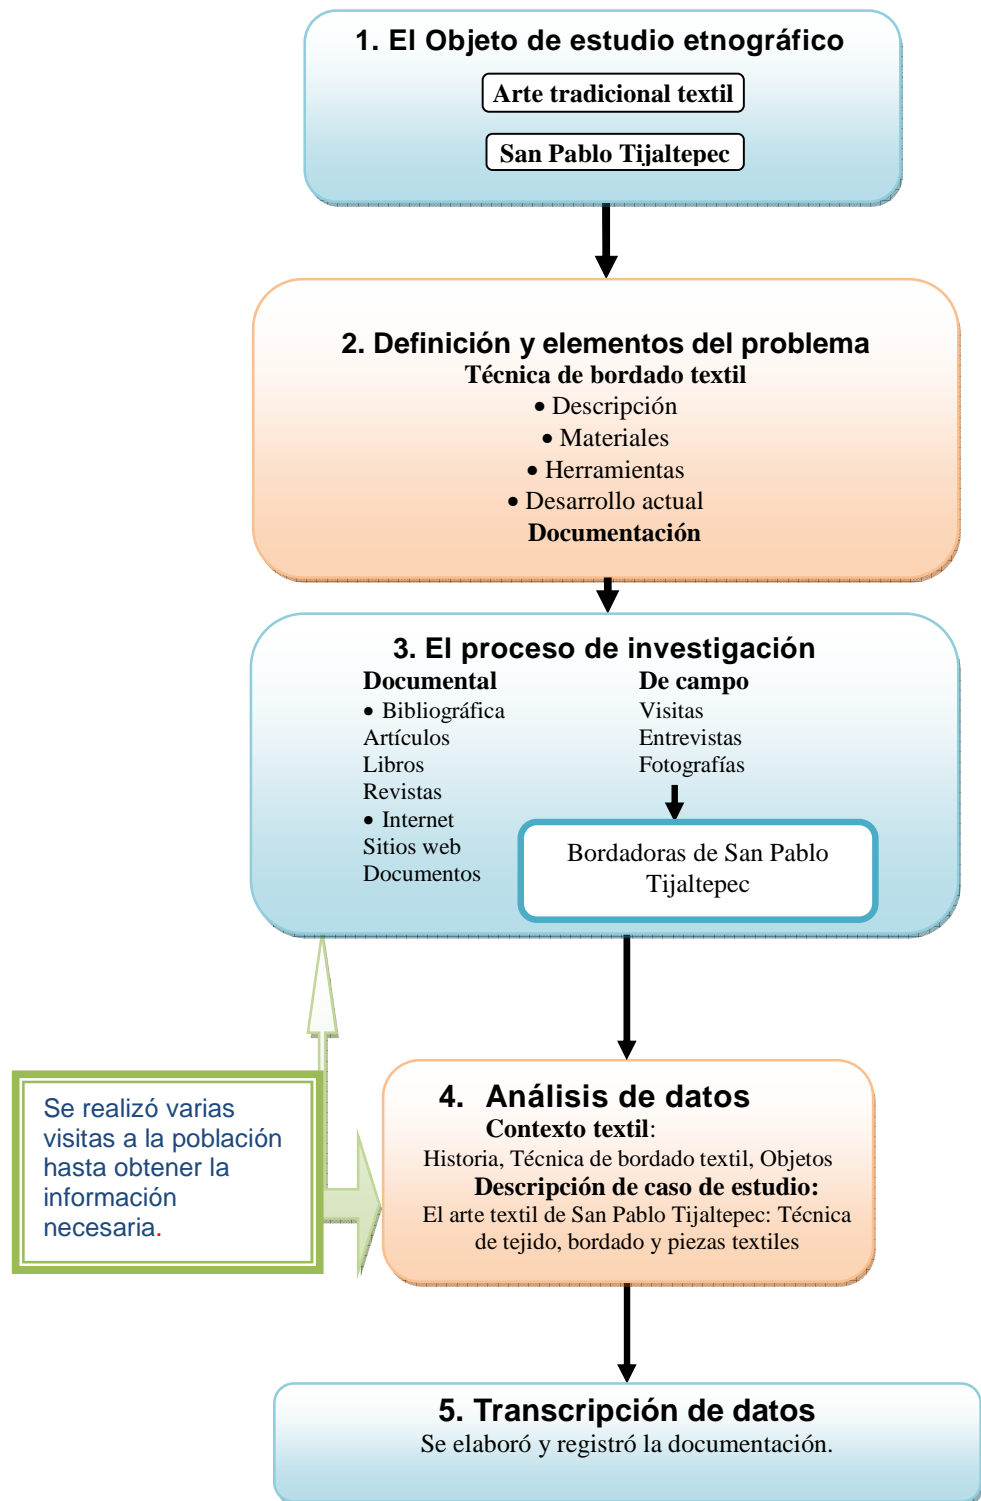 1. El Objeto de estudio etnográfico
Arte tradicional textil
San Pablo Tijaltepec
2. Definición y elementos del problema
Técnica de bordado textil
• Descripción
• Materiales
• Herramientas
• Desarrollo actual
Documentación
3. El proceso de investigación
Documental
• Bibliográfica
Artículos
Libros
Revistas
• Internet
Sitios web
Documentos
De campo
Visitas
Entrevistas
Fotografías
Bordadoras de San Pablo
Tijaltepec
Se realizó varias
visitas a la población
hasta obtener la
información
necesaria.
4. Análisis de datos
Contexto textil:
Historia, Técnica de bordado textil, Objetos
Descripción de caso de estudio:
El arte textil de San Pablo Tijaltepec: Técnica
de tejido, bordado y piezas textiles
5. Transcripción de datos
Se elaboró y registró la documentación.